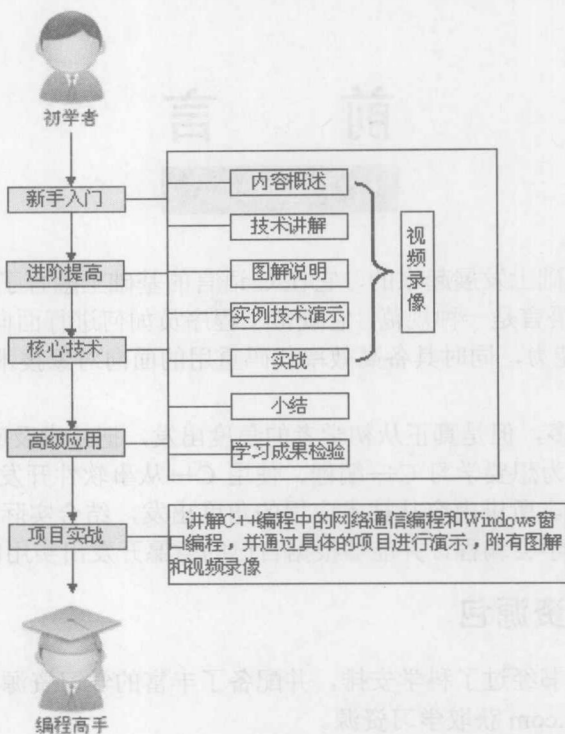 初学者
新手入门
进阶提高
核心技术
高级应用
项目实战
编程高手
内容概述
技术讲解
图解说明
实例技术演示
实战
小结
学习成果检验
视频录像
讲解C++编程中的网络通信编程和Windows窗
口编程，并通过具体的项目进行演示，附有图解
和视频录像